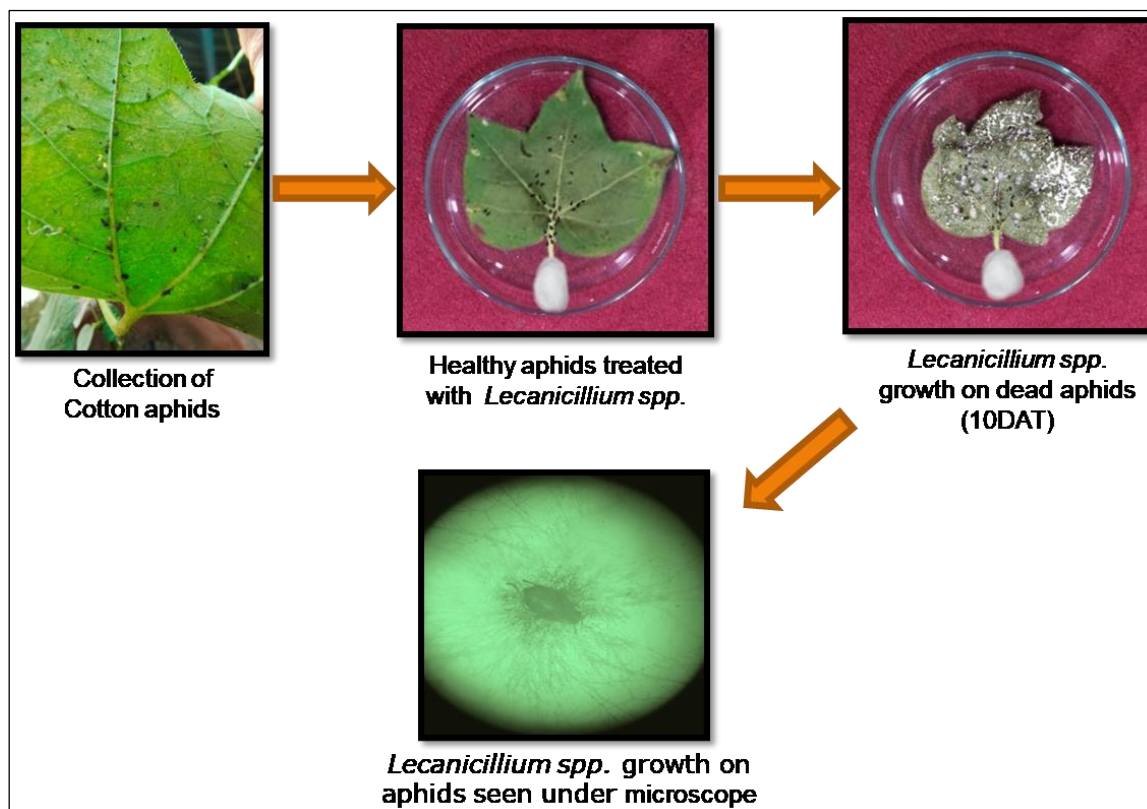 Collection of
Cotton aphids
Healthy aphids treated
with Lecanicillium spp.
Lecanicillium spp.
growth on dead aphids
(10DAT)
Lecanicillium spp. growth on
aphids seen under microscope